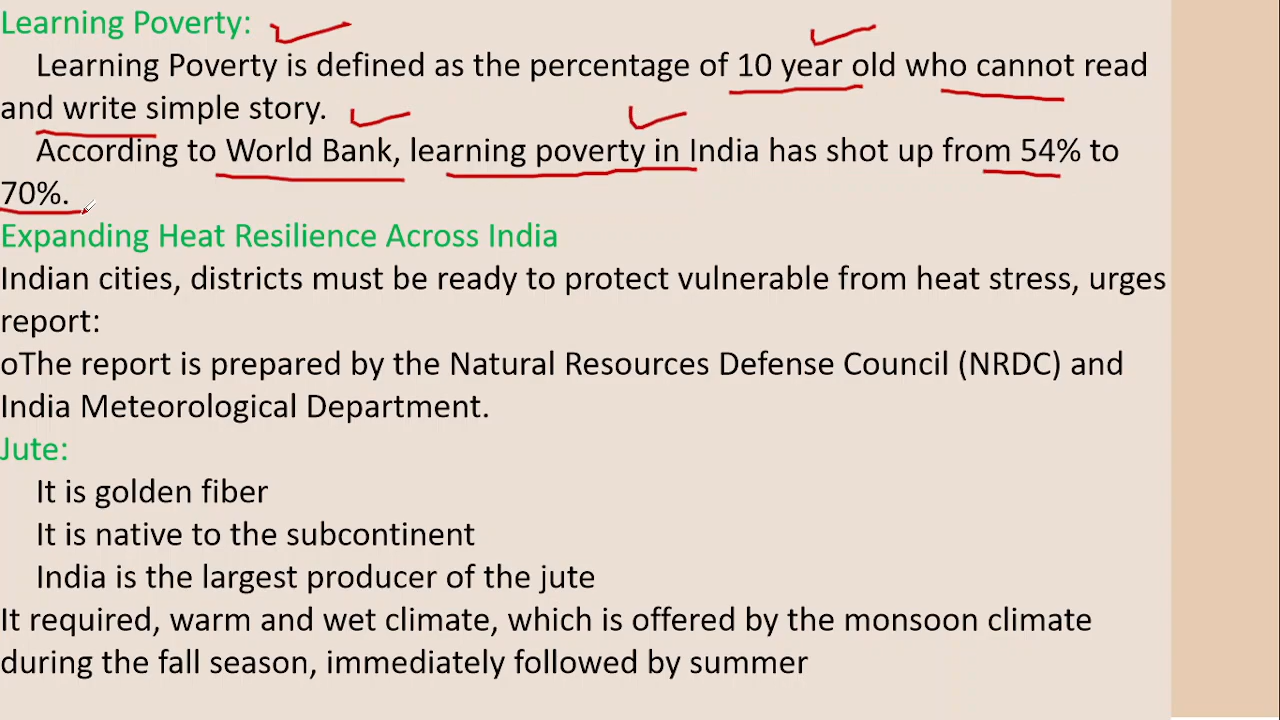 Learning Poverty:
Learning Poverty is defined as the percentage of 10 year old who cannot read
and write simple story.
According to World Bank, learning poverty in India has shot up from 54% to
70%.
Expanding Heat Resilience Across India
Indian cities, districts must be ready to protect vulnerable from heat stress, urges
report:
oThe report is prepared by the Natural Resources Defense Council (NRDC) and
India Meteorological Department.
Jute:
It is golden fiber
It is native to the subcontinent
India is the largest producer of the jute
It required, warm and wet climate, which is offered by the monsoon climate
during the fall season, immediately followed by summer